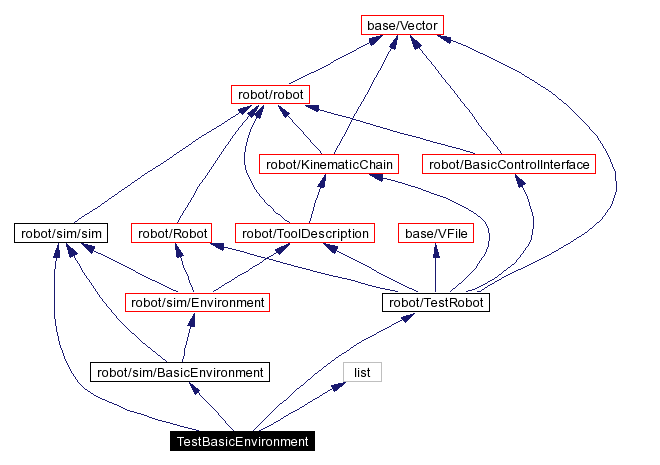 base/Vector
robot/robot
robot/KinematicChain
robot/BasicControlInterface
robot/sim/sim
robot/Robot
robot/ToolDescription
base/VFile
robot/sim/Environment
robot/TestRobot
robot/sim/BasicEnvironment
list
TestBasicEnvironment